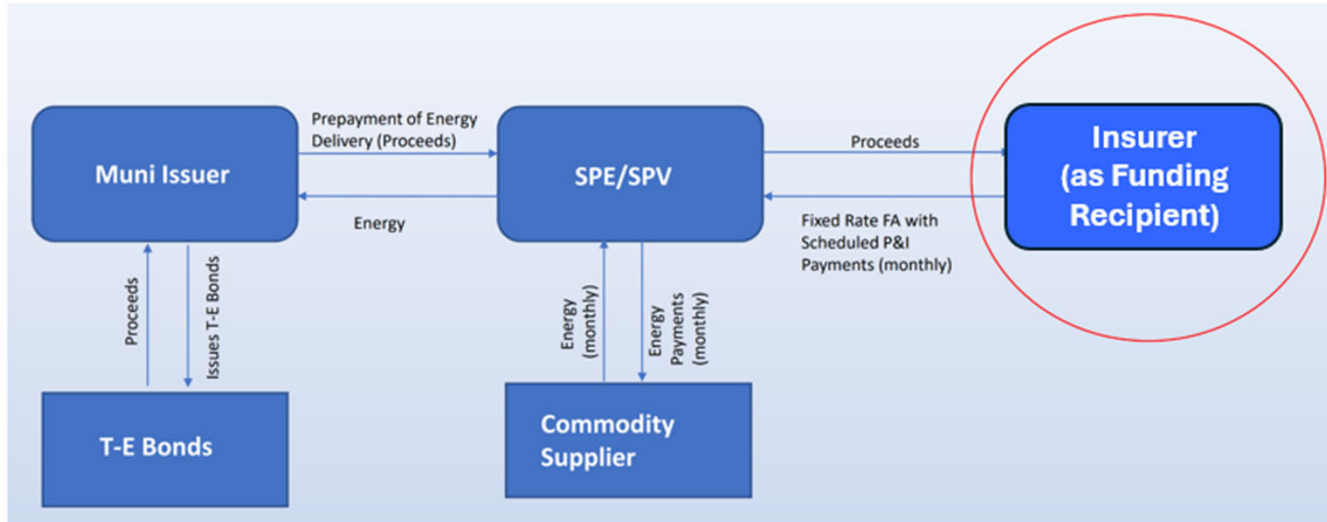 Muni Issuer
Prepayment of Energy
Delivery (Proceeds)
Energy
SPE/SPV
Proceeds
Fixed Rate FA with
Scheduled P&I
Payments (monthly)
Insurer
(as Funding
Recipient)
Proceeds
Issues T-E Bonds
Energy
(monthly)
Energy
Payments
(monthly)
T-E Bonds
Commodity
Supplier